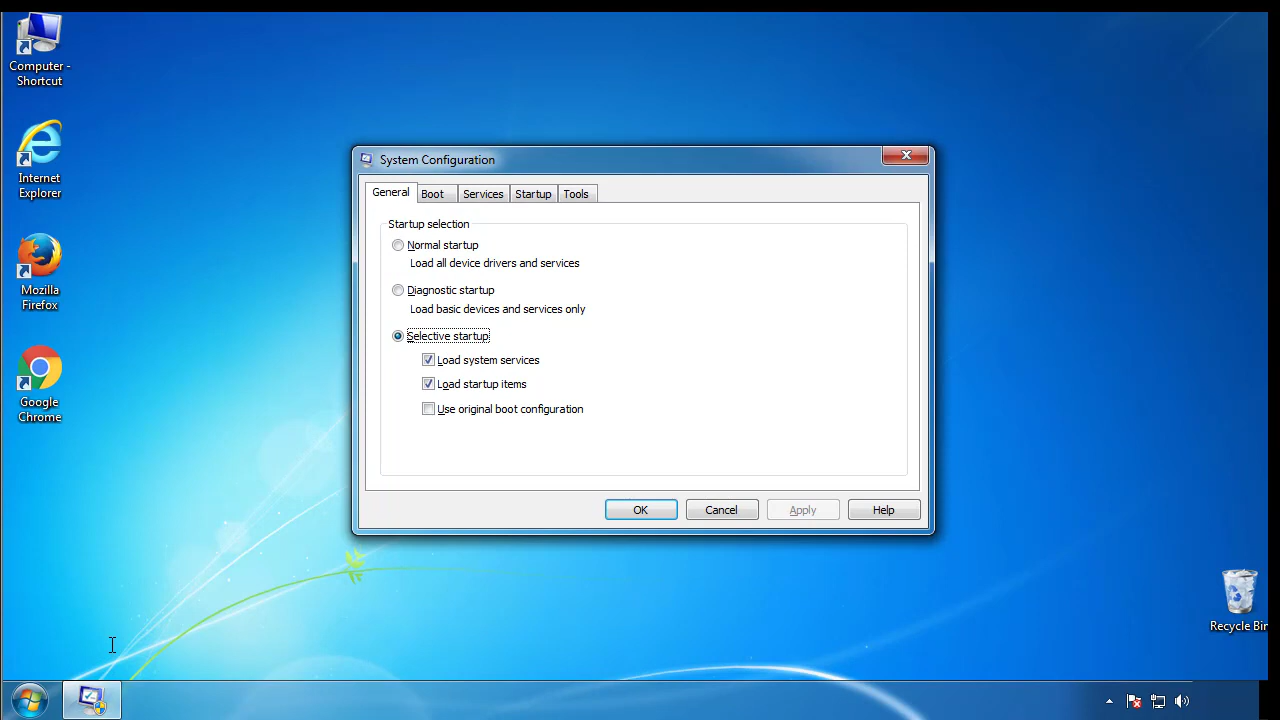 Computer -
Shortcut
Internet
Explorer
Mozilla
Firefox
Google
Chrome
System Configuration
General Boot Services Startup Tools
Startup selection
Normal startup
Load all device drivers and services
Diagnostic startup
Load basic devices and services only
Selective startup
Load system services
Load startup items
Use original boot configuration
OK Cancel Apply Help
Recycle Bin